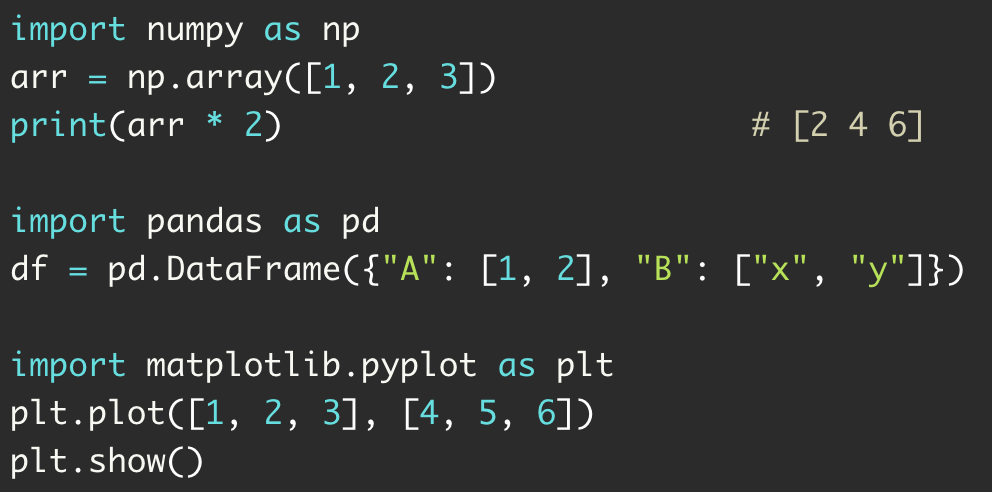 import numpy as np
arr = np.array([1, 2, 3])
print(arr * 2)                        # [2 4 6]
import pandas as pd
df = pd.DataFrame({"A": [1, 2], "B": ["x", "y"]})
import matplotlib.pyplot as plt
plt.plot([1, 2, 3], [4, 5, 6])
plt.show()